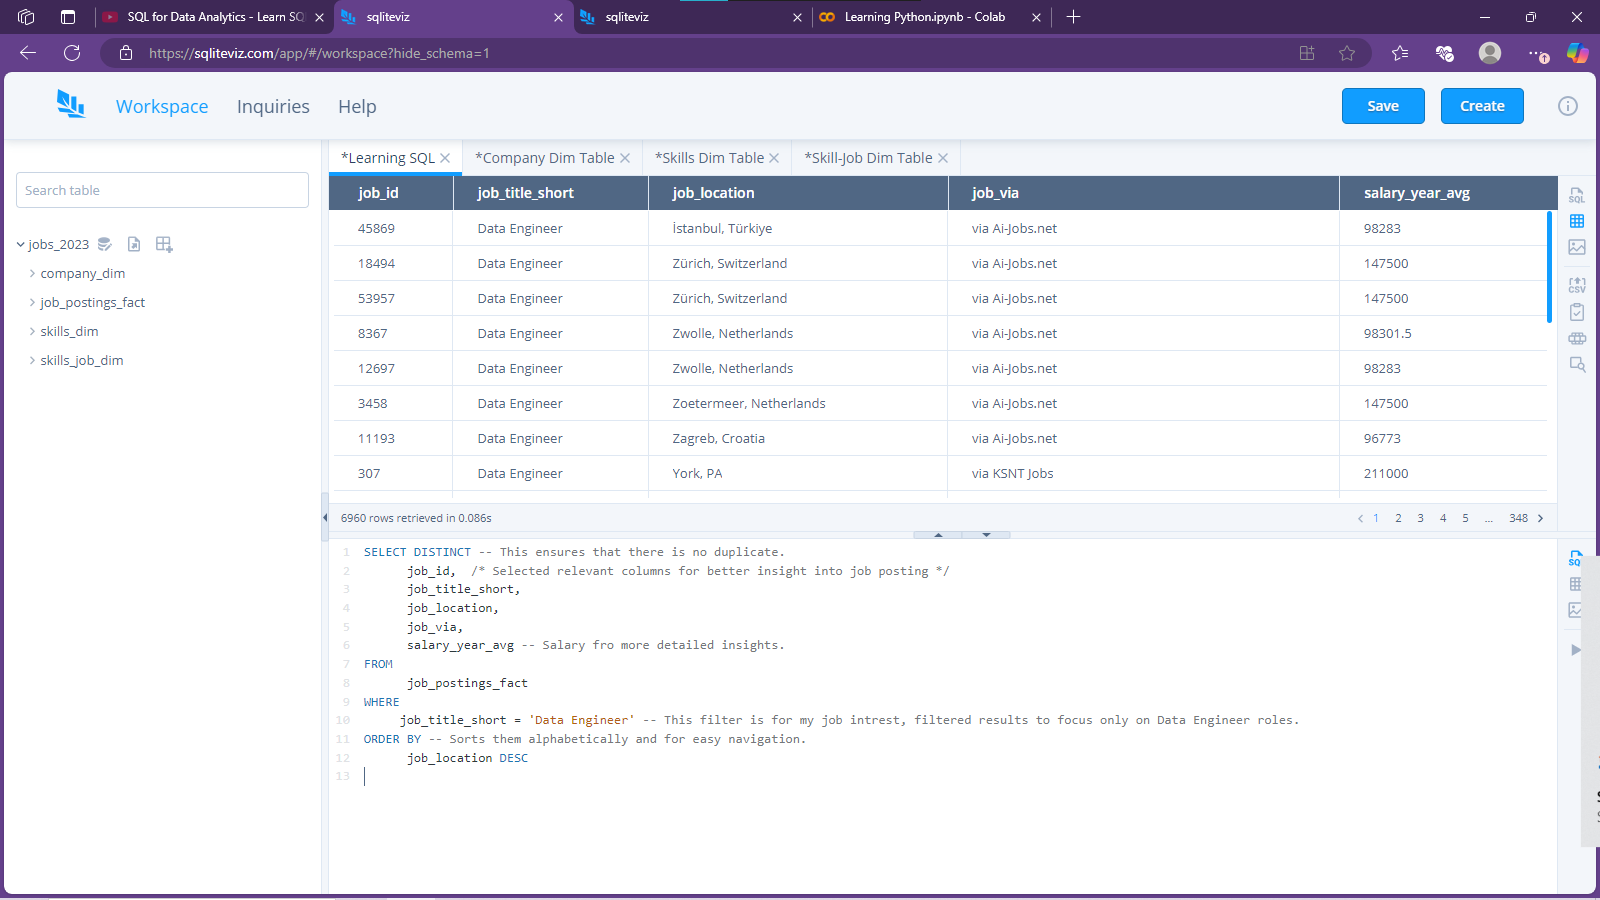 SQL for Data Analytics - Learn SQ
sqliteviz
sqliteviz
Learning Python.ipynb - Colab
https://sqliteviz.com/app/#/workspace?hide_schema=1
Workspace Inquiries Help
Save
Create
*Learning SQL
*Company Dim Table
*Skills Dim Table
*Skill-Job Dim Table
Search table
jobs_2023
company_dim
job_postings_fact
skills_dim
skills_job_dim
job_id job_title_short job_location job_via salary_year_avg
45869 Data Engineer İstanbul, Türkiye via Ai-Jobs.net 98283
18494 Data Engineer Zürich, Switzerland via Ai-Jobs.net 147500
53957 Data Engineer Zürich, Switzerland via Ai-Jobs.net 147500
8367 Data Engineer Zwolle, Netherlands via Ai-Jobs.net 98301.5
12697 Data Engineer Zwolle, Netherlands via Ai-Jobs.net 98283
3458 Data Engineer Zoetermeer, Netherlands via Ai-Jobs.net 147500
11193 Data Engineer Zagreb, Croatia via Ai-Jobs.net 96773
307 Data Engineer York, PA via KSNT Jobs 211000
SQL
CSV
6960 rows retrieved in 0.086s
1 2 3 4 5 ... 348
1 SELECT DISTINCT -- This ensures that there is no duplicate.
2 job_id, /* Selected relevant columns for better insight into job posting */
3 job_title_short,
4 job_location,
5 job_via,
6 salary_year_avg -- Salary fro more detailed insights.
7 FROM
8 job_postings_fact
9 WHERE
10 job_title_short = 'Data Engineer' -- This filter is for my job intrest, filtered results to focus only on Data Engineer roles.
11 ORDER BY -- Sorts them alphabetically and for easy navigation.
12 job_location DESC
13